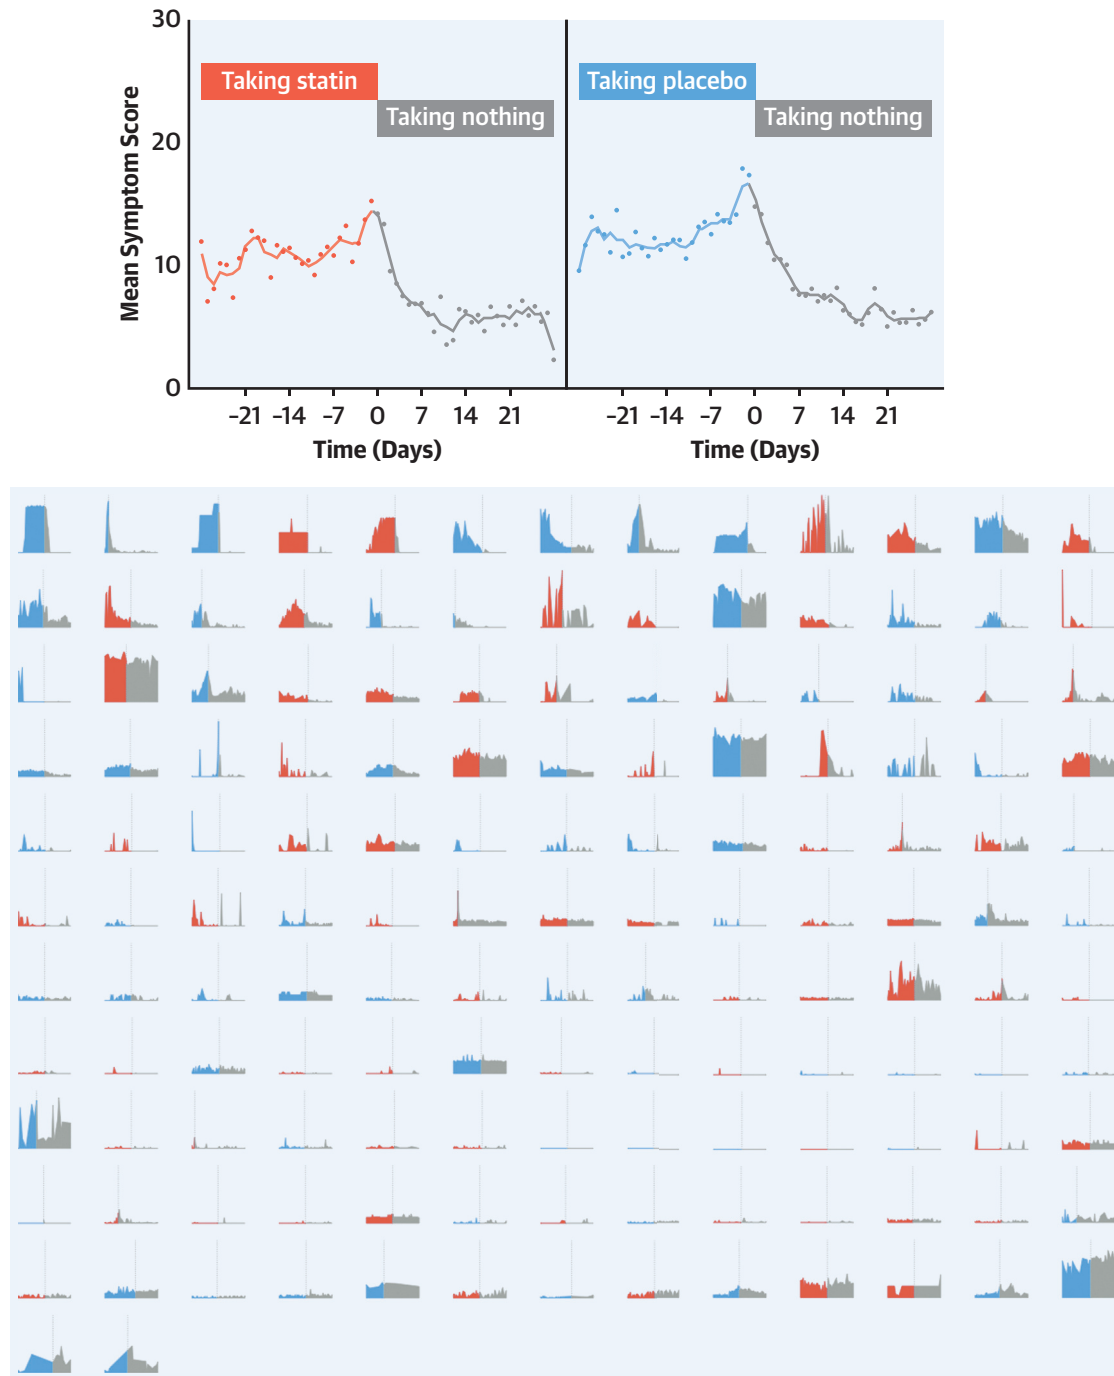 30
20
10
0
Mean Symptom Score
Taking statin
Taking nothing
-21 -14 -7 0 7 14 21
Time (Days)
Taking placebo
Taking nothing
-21 -14 -7 0 7 14 21
Time (Days)